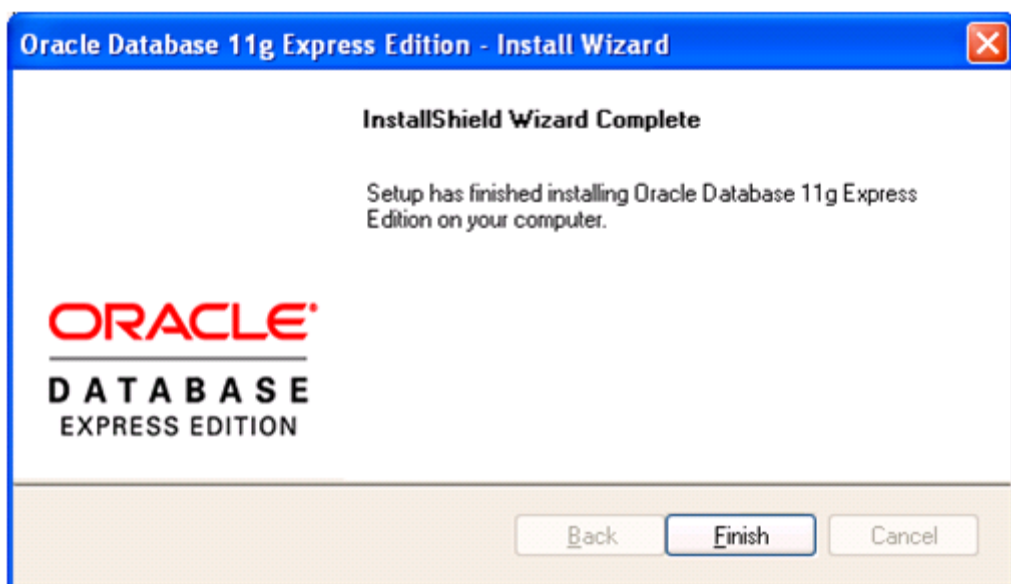 Oracle Database 11g Express Edition - Install Wizard
InstallShield Wizard Complete
Setup has finished installing Oracle Database 11g Express
Edition on your computer.
ORACLE
DATABASE
EXPRESS EDITION
Back
Finish
Cancel